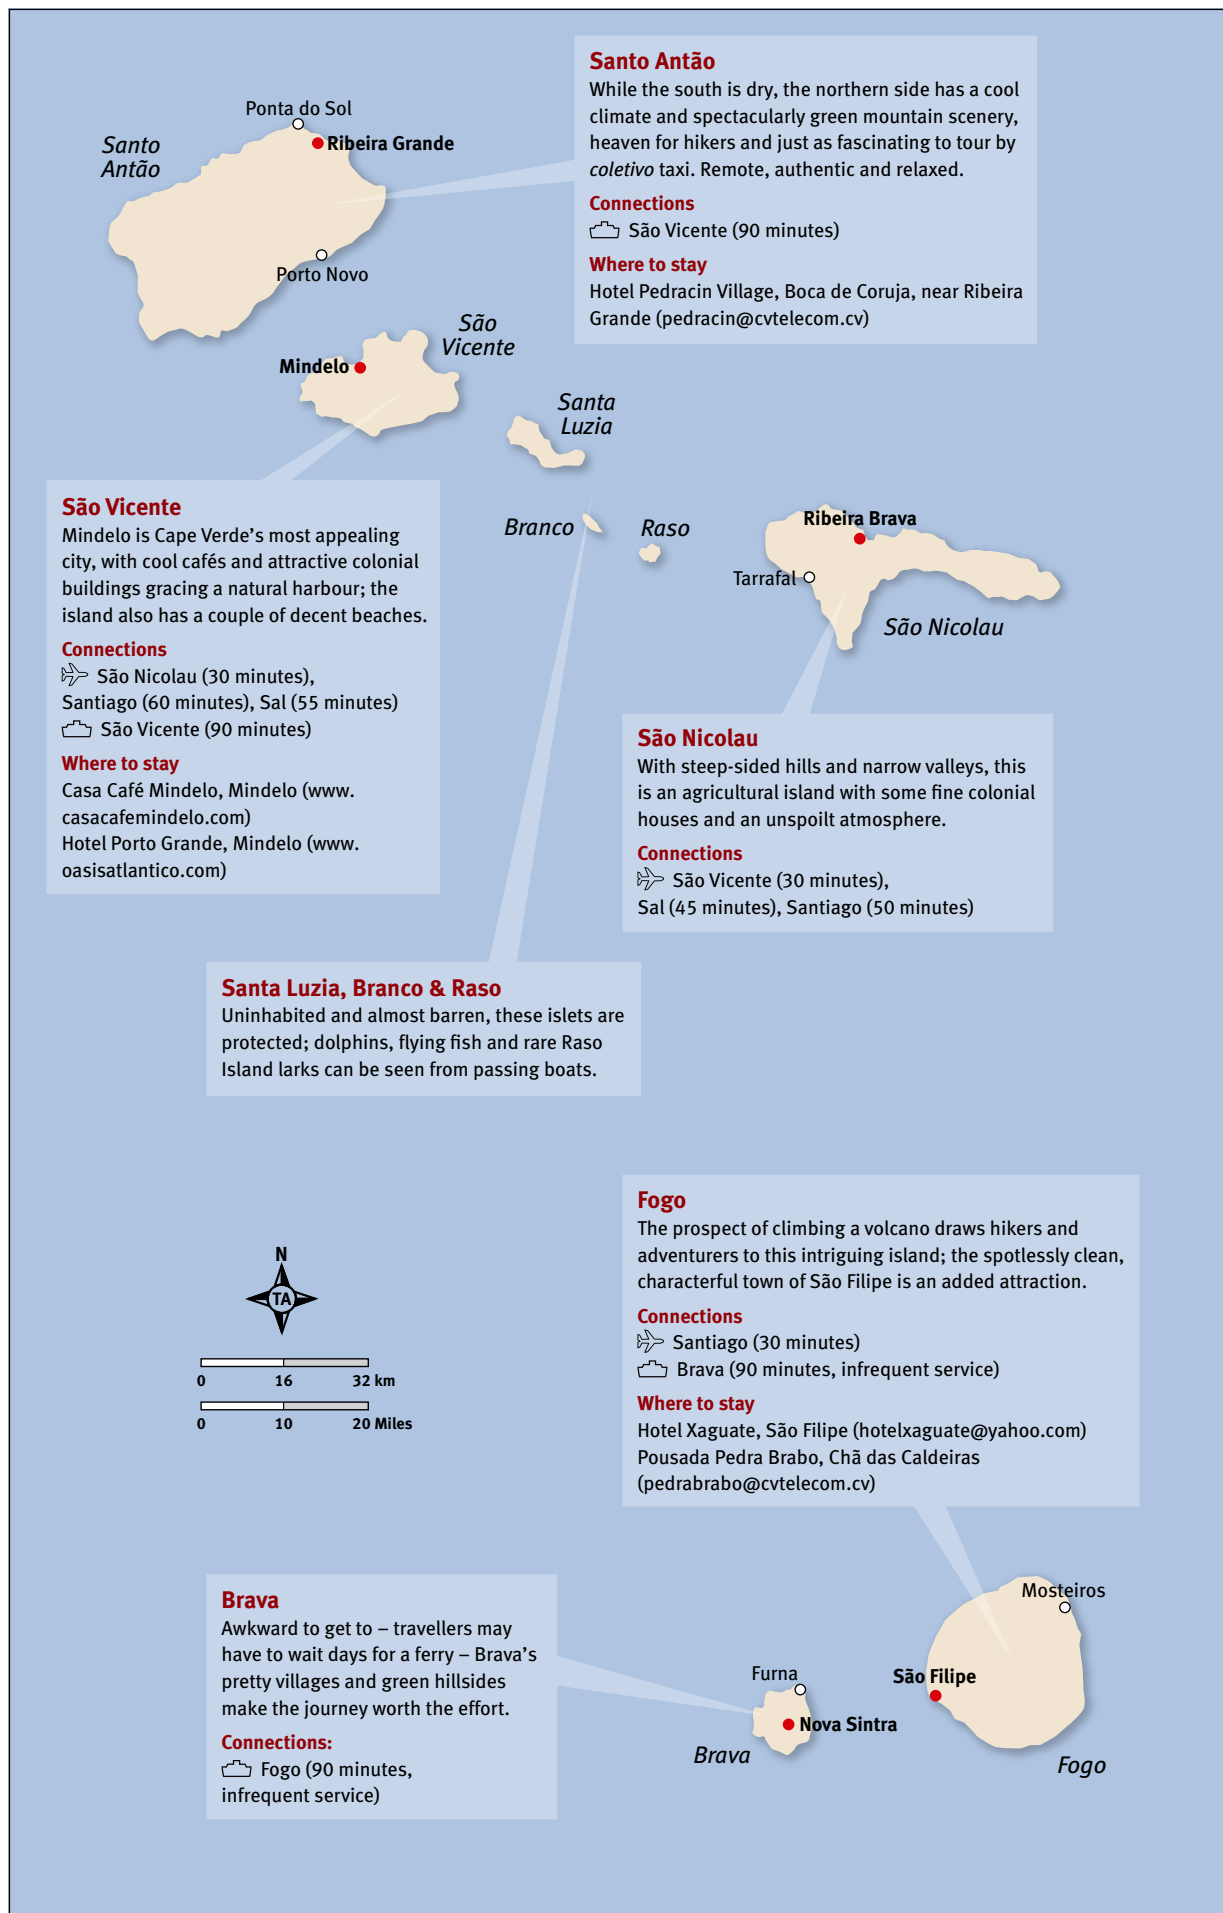 Santo Antão
While the south is dry, the northern side has a cool
climate and spectacularly green mountain scenery,
heaven for hikers and just as fascinating to tour by
coletivo taxi. Remote, authentic and relaxed.
Connections
São Vicente (90 minutes)
Where to stay
Hotel Pedracin Village, Boca de Coruja, near Ribeira
Grande (pedracin@cvtelecom.cv)
Ponta do Sol
Santo
Antão
Ribeira Grande
Porto Novo
São
Vicente
Mindelo
Santa
Luzia
Branco
Raso
Ribeira Brava
Tarrafal
São Nicolau
São Vicente
Mindelo is Cape Verde’s most appealing
city, with cool cafés and attractive colonial
buildings gracing a natural harbour; the
island also has a couple of decent beaches.
Connections
São Nicolau (30 minutes),
Santiago (60 minutes), Sal (55 minutes)
São Vicente (90 minutes)
Where to stay
Casa Café Mindelo, Mindelo (www.
casacafemindelo.com)
Hotel Porto Grande, Mindelo (www.
oasisatlantico.com)
São Nicolau
With steep-sided hills and narrow valleys, this
is an agricultural island with some fine colonial
houses and an unspoilt atmosphere.
Connections
São Vicente (30 minutes),
Sal (45 minutes), Santiago (50 minutes)
Santa Luzia, Branco & Raso
Uninhabited and almost barren, these islets are
protected; dolphins, flying fish and rare Raso
Island larks can be seen from passing boats.
Fogo
The prospect of climbing a volcano draws hikers and
adventurers to this intriguing island; the spotlessly clean,
characterful town of São Filipe is an added attraction.
Connections
Santiago (30 minutes)
Brava (90 minutes, infrequent service)
Where to stay
Hotel Xaguate, São Filipe (hotelxaguate@yahoo.com)
Pousada Pedra Brabo, Chã das Caldeiras
(pedrabrabo@cvtelecom.cv)
N
TA
0 16 32 km
0 10 20 Miles
Brava
Awkward to get to – travellers may
have to wait days for a ferry – Brava’s
pretty villages and green hillsides
make the journey worth the effort.
Connections:
Fogo (90 minutes,
infrequent service)
Mosteiros
Furna
São Filipe
Nova Sintra
Brava
Fogo